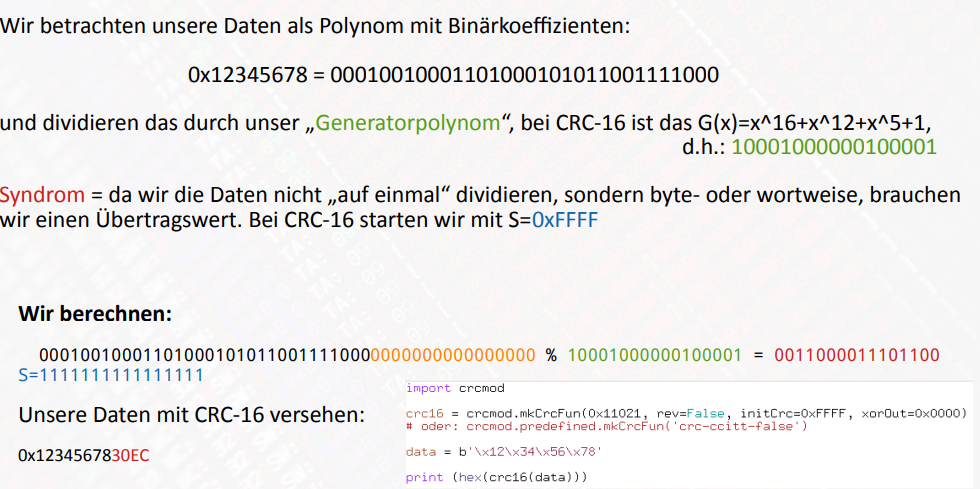 Wir betrachten unsere Daten als Polynom mit Binärkoeffizienten:
0x12345678 = 00010010001101000101011001111000
und dividieren das durch unser „Generatorpolynom“, bei CRC-16 ist das G(x)=x^16+x^12+x^5+1,
d.h.: 10001000000100001
Syndrom = da wir die Daten nicht „auf einmal“ dividieren, sondern byte- oder wortweise, brauchen
wir einen Übertragswert. Bei CRC-16 starten wir mit S=0xFFFF
Wir berechnen:
000100100011010001010110011110000000000000000000 % 10001000000100001 = 0011000011101100
S=1111111111111111
Unsere Daten mit CRC-16 versehen:
0x1234567830EC
import crcmod
crc16 = crcmod.mkCrcFun(0x11021, rev=False, initCrc=0xFFFF, xorOut=0x0000)
# oder: crcmod.predefined.mkCrcFun('crc-ccitt-false')
data = b'\x12\x34\x56\x78'
print (hex(crc16(data)))